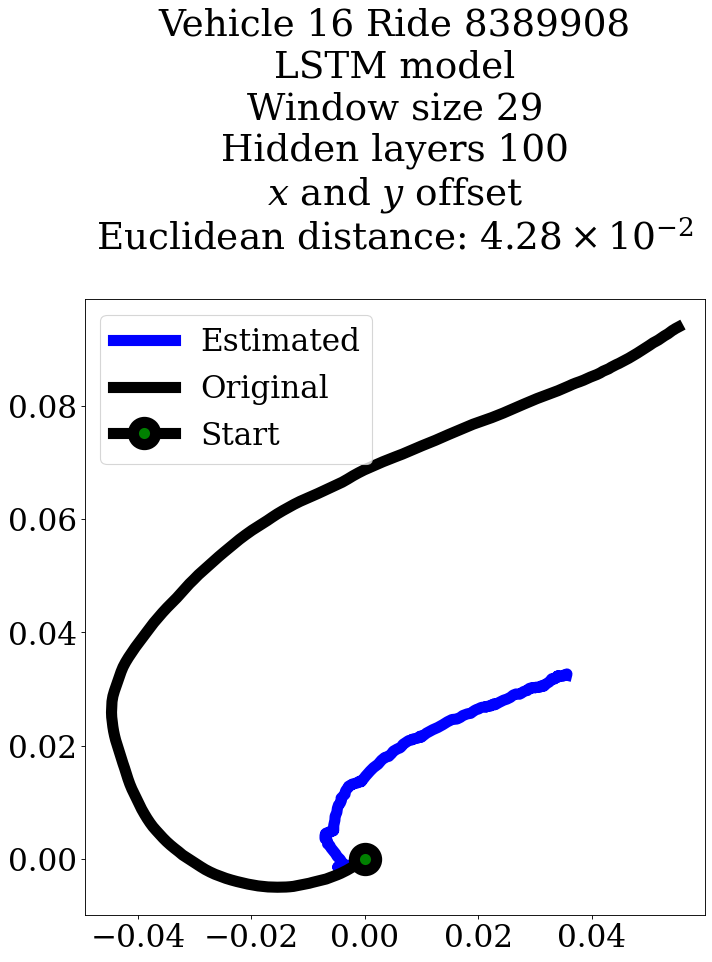 Vehicle 16 Ride 8389908
LSTM model
Window size 29
Hidden layers 100
x and y offset
Euclidean distance: 4.28 × 10⁻²
Estimated
Original
Start
0.08
0.06
0.04
0.02
0.00
−0.04 −0.02 0.00 0.02 0.04